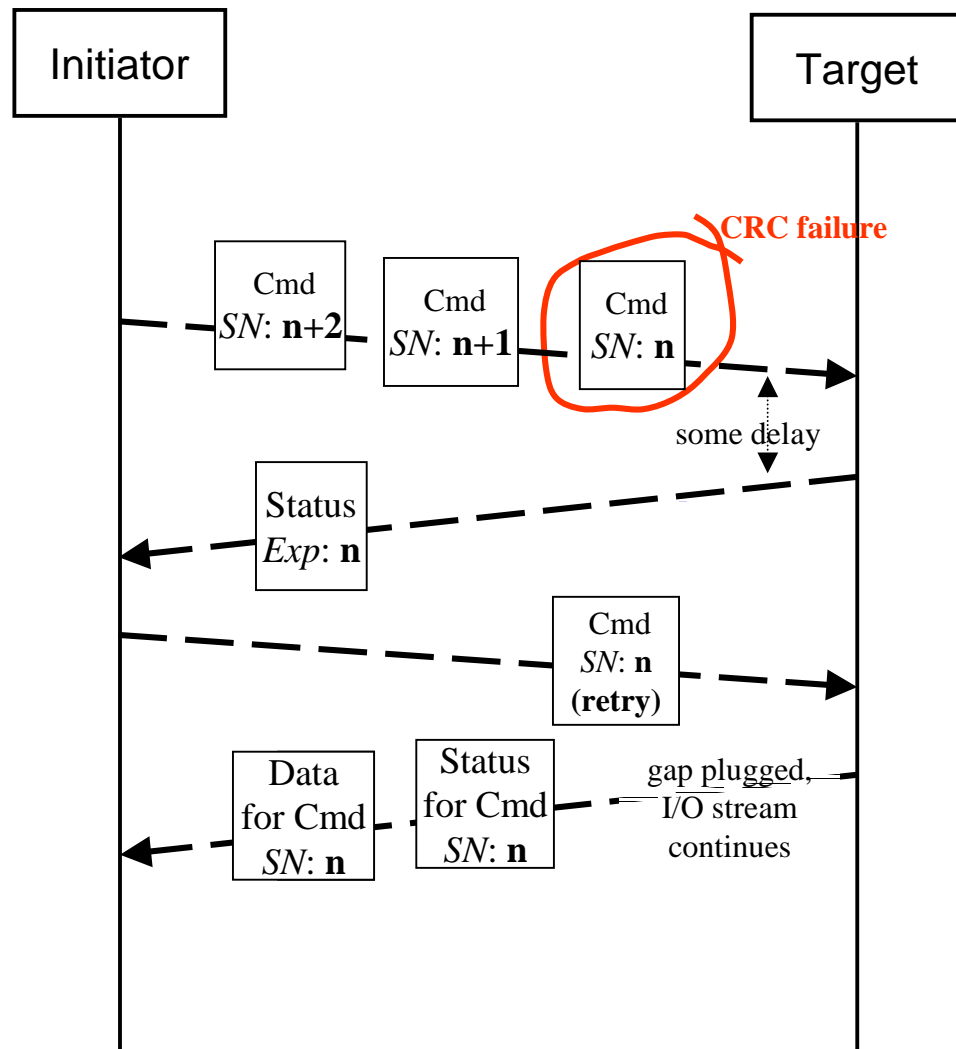 Initiator
Target
CRC failure
Cmd
SN: n+2
Cmd
SN: n+1
Cmd
SN: n
some delay
Status
Exp: n
Cmd
SN: n
(retry)
Data
for Cmd
SN: n
Status
for Cmd
SN: n
gap plugged,
I/O stream
continues